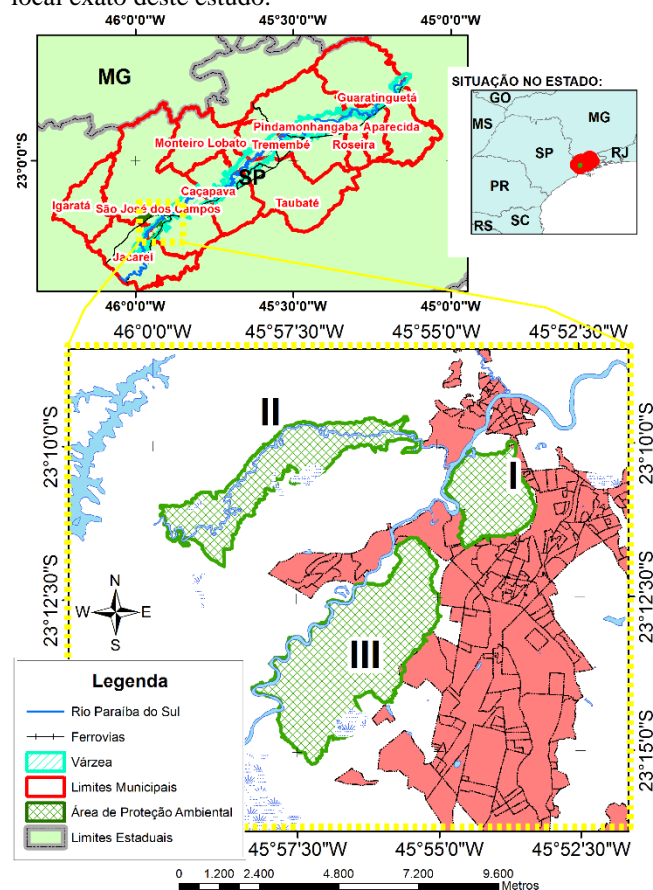 local exato deste estudo.
46°0'0"W 45°30'0"W 45°0'0"W
MG
Guaratinguetá
Pindamonhangaba Aparecida
Monteiro Lobato Tremembé Roseira
SP
Caçapava
Igaratá São José dos Campos Taubaté
Jacareí
23°0'0"S
46°0'0"W 45°30'0"W 45°0'0"W
SITUAÇÃO NO ESTADO:
GO
MS MG
SP RJ
PR
SC
RS
46°0'0"W 45°57'30"W 45°55'0"W 45°52'30"W
23°10'0"S 23°10'0"S
II
I
23°12'30"S 23°12'30"S
N
W E
S
III
23°15'0"S
Legenda
Rio Paraíba do Sul
Ferrovias
Várzea
Limites Municipais
Área de Proteção Ambiental
Limites Estaduais
45°57'30"W 45°55'0"W 45°52'30"W
0 1.200 2.400 4.800 7.200 9.600
Metros